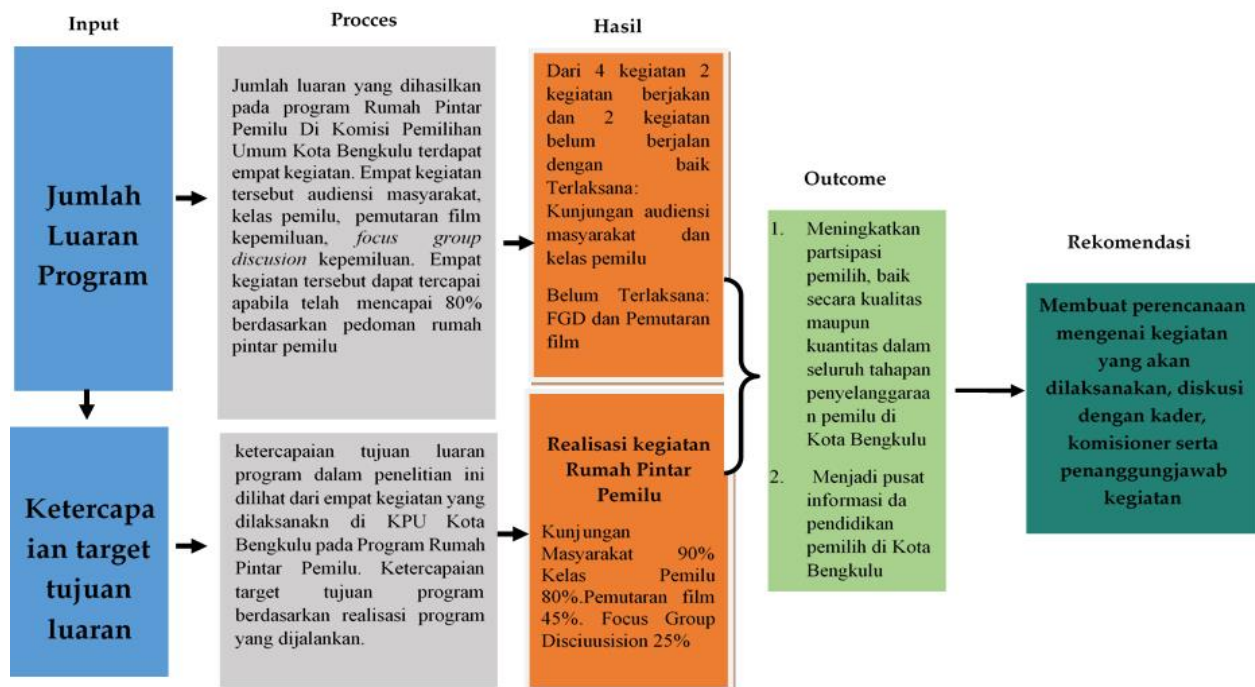 Input
Jumlah
Luaran
Program
Ketercapa
ian target
tujuan
luaran
Procces
Jumlah luaran yang dihasilkan
pada program Rumah Pintar
Pemilu Di Komisi Pemilihan
Umum Kota Bengkulu terdapat
empat kegiatan. Empat kegiatan
tersebut audiensi masyarakat,
kelas pemilu, pemutaran film
kepemiluan, focus group
discusion kepemiluan. Empat
kegiatan tersebut dapat tercapai
apabila telah mencapai 80%
berdasarkan pedoman rumah
pintar pemilu
ketercapaian tujuan luaran
program dalam penelitian ini
dilihat dari empat kegiatan yang
dilaksanakn di KPU Kota
Bengkulu pada Program Rumah
Pintar Pemilu. Ketercapaian
target tujuan program
berdasarkan realisasi program
yang dijalankan.
Hasil
Dari 4 kegiatan 2
kegiatan berjakan
dan 2 kegiatan
belum berjalan
dengan baik
Terlaksana:
Kunjungan audiensi
masyarakat dan
kelas pemilu
Belum Terlaksana:
FGD dan Pemutaran
film
Realisasi kegiatan
Rumah Pintar
Pemilu
Kunjungan
Masyarakat 90%
Kelas Pemilu
80%.Pemutaran film
45%. Focus Group
Disciuusision 25%
Outcome
1. Meningkatkan
partsipasi
pemilih, baik
secara kualitas
maupun
kuantitas dalam
seluruh tahapan
penyelanggaraa
n pemilu di
Kota Bengkulu
2. Menjadi pusat
informasi da
pendidikan
pemilih di Kota
Bengkulu
Rekomendasi
Membuat perencanaan
mengenai kegiatan
yang akan
dilaksanakan, diskusi
dengan kader,
komisioner serta
penanggungjawab
kegiatan